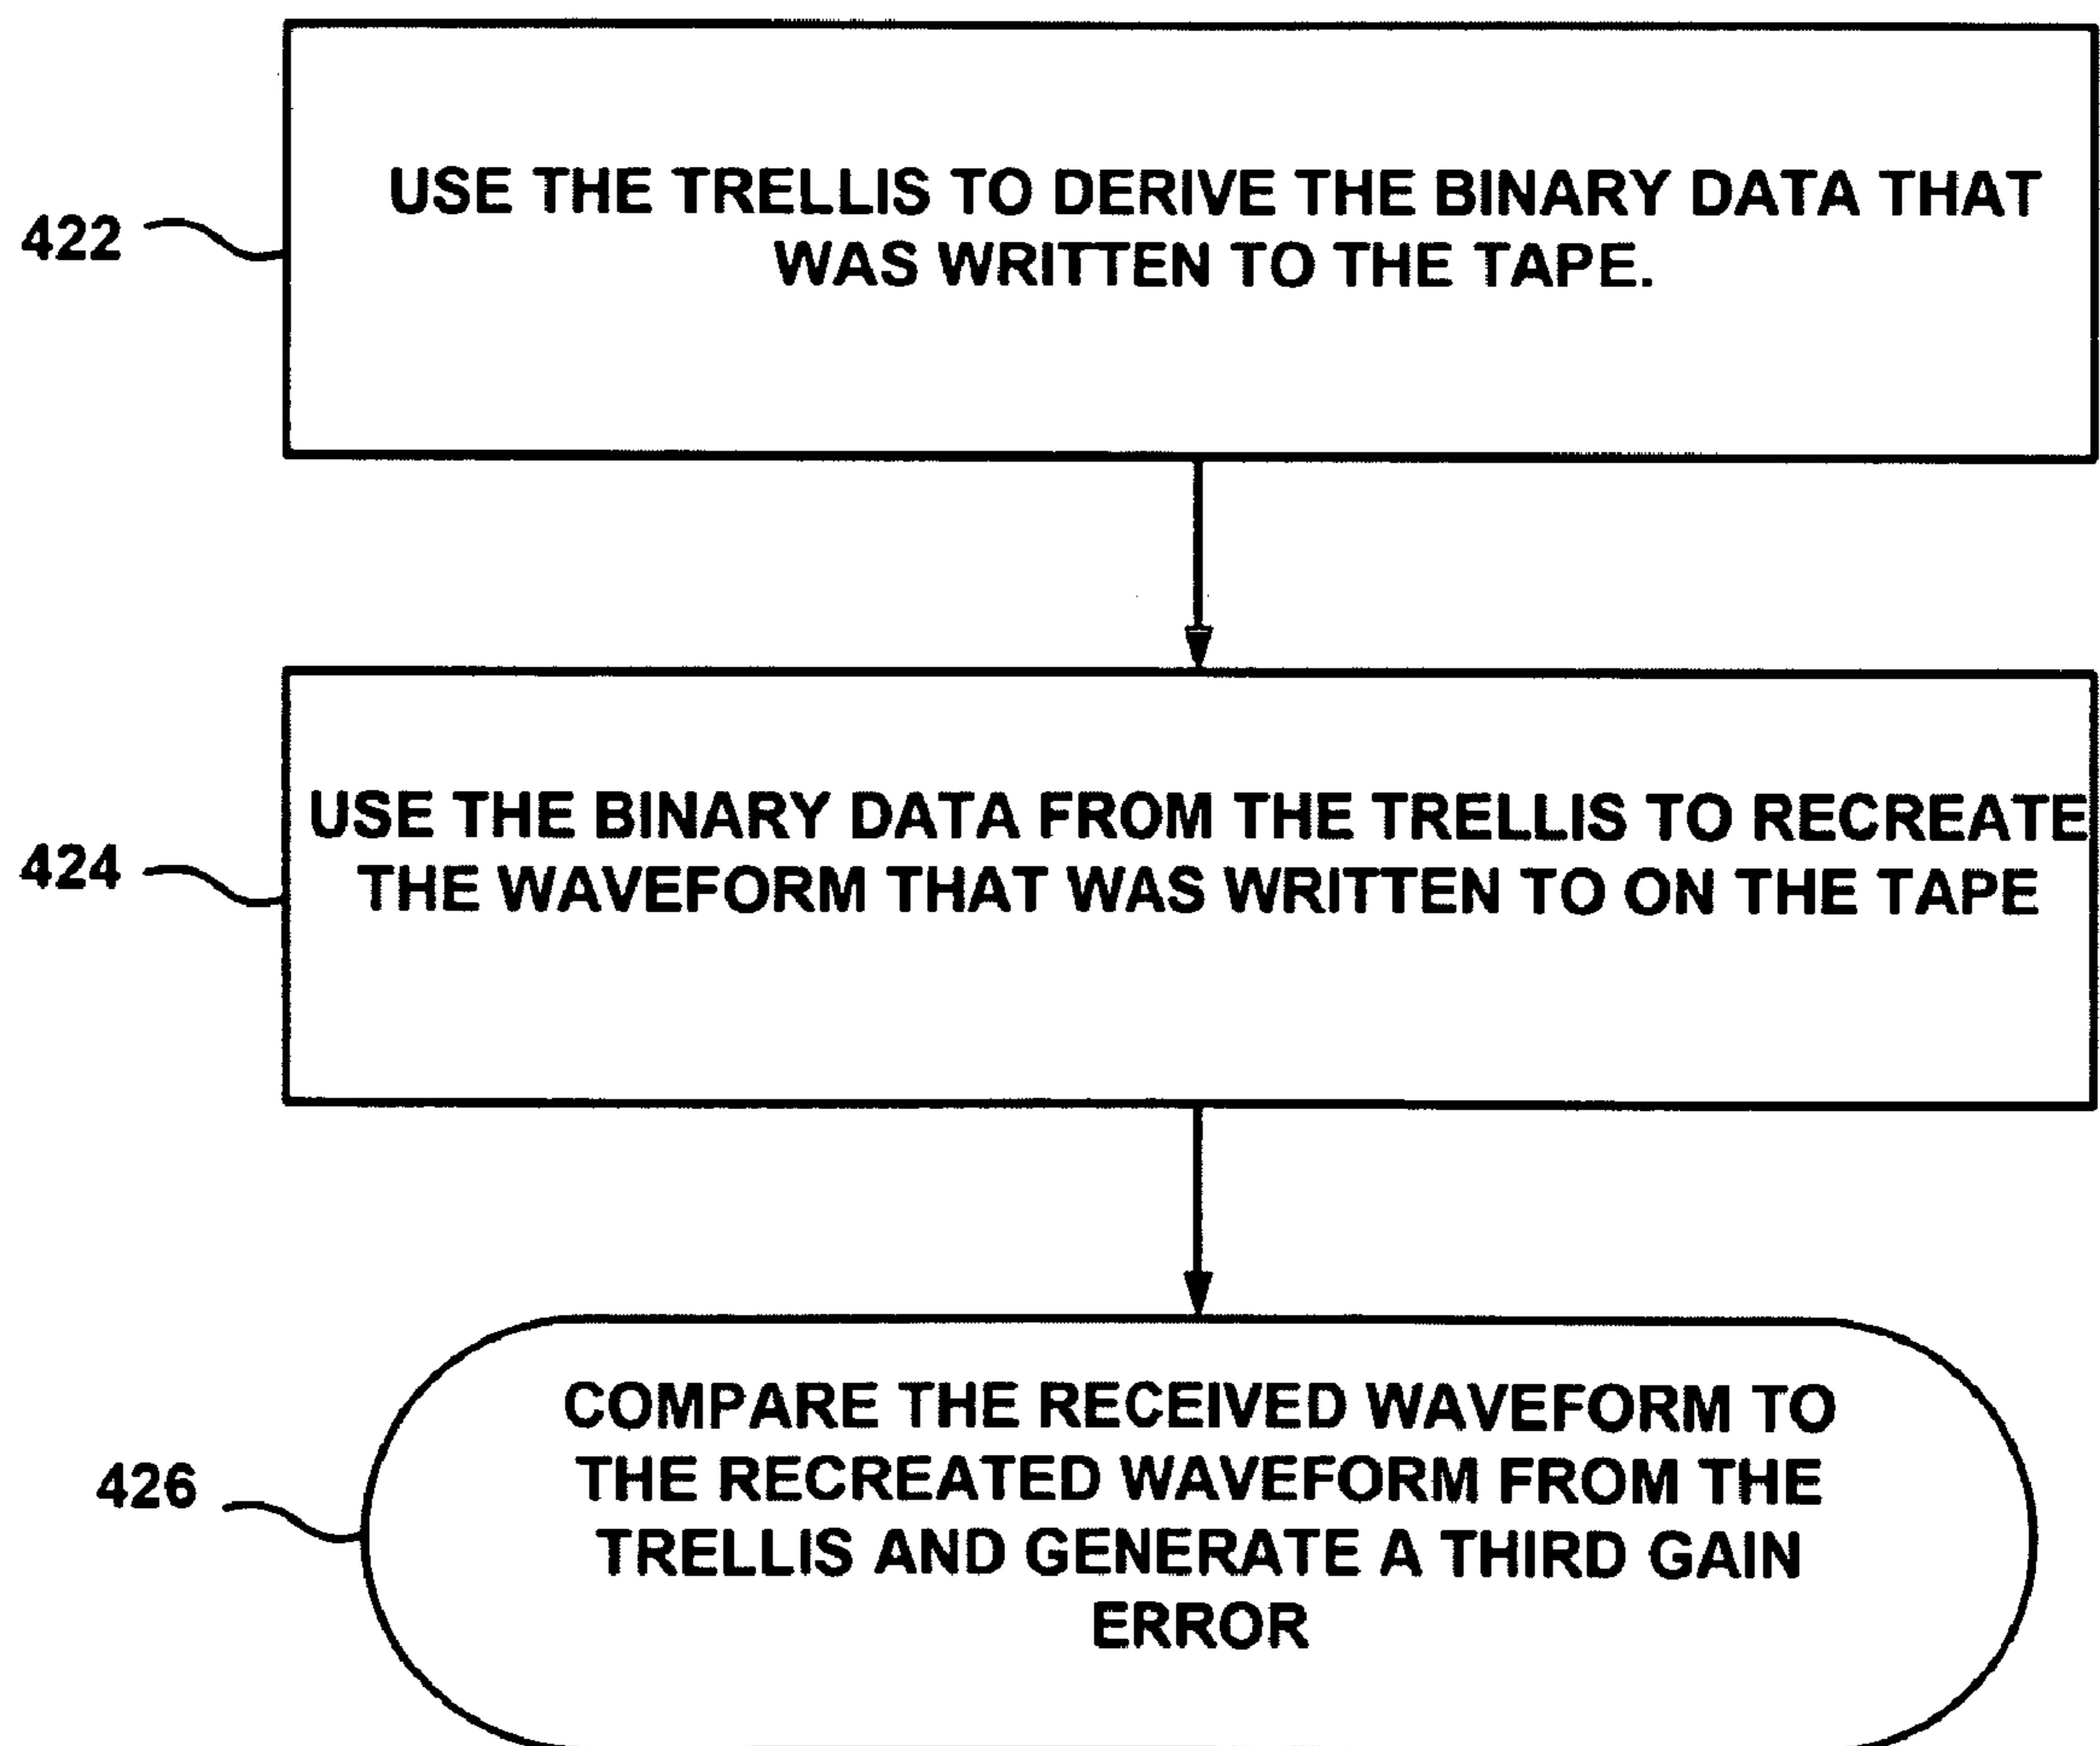 422
USE THE TRELLIS TO DERIVE THE BINARY DATA THAT
WAS WRITTEN TO THE TAPE.
424
USE THE BINARY DATA FROM THE TRELLIS TO RECREATE
THE WAVEFORM THAT WAS WRITTEN TO ON THE TAPE
426
COMPARE THE RECEIVED WAVEFORM TO
THE RECREATED WAVEFORM FROM THE
TRELLIS AND GENERATE A THIRD GAIN
ERROR